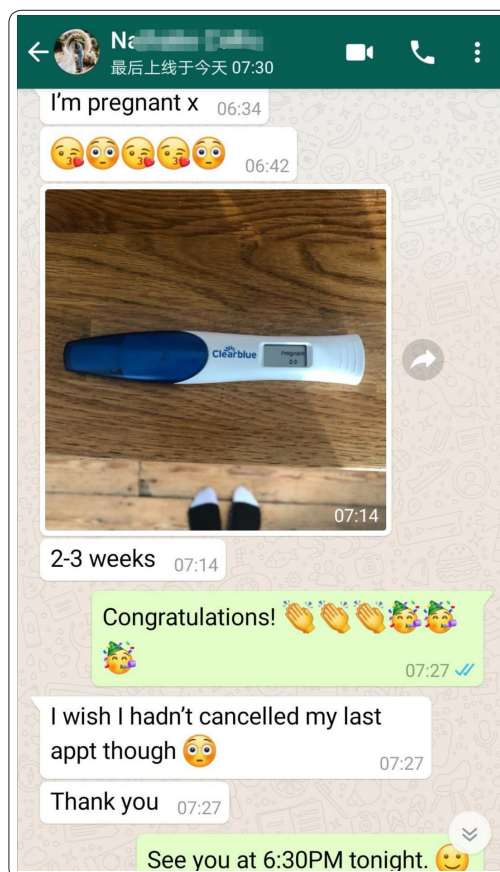 Na
最后上线于今天 07:30
I'm pregnant x 06:34
😘😳😘😘😳
06:42
Clearblue
Pregnant
2-3
07:14
2-3 weeks 07:14
Congratulations! 👏👏👏🥳🥳
🥳
07:27
I wish I hadn't cancelled my last
appt though 😳
07:27
Thank you 07:27
See you at 6:30PM tonight. 🙂